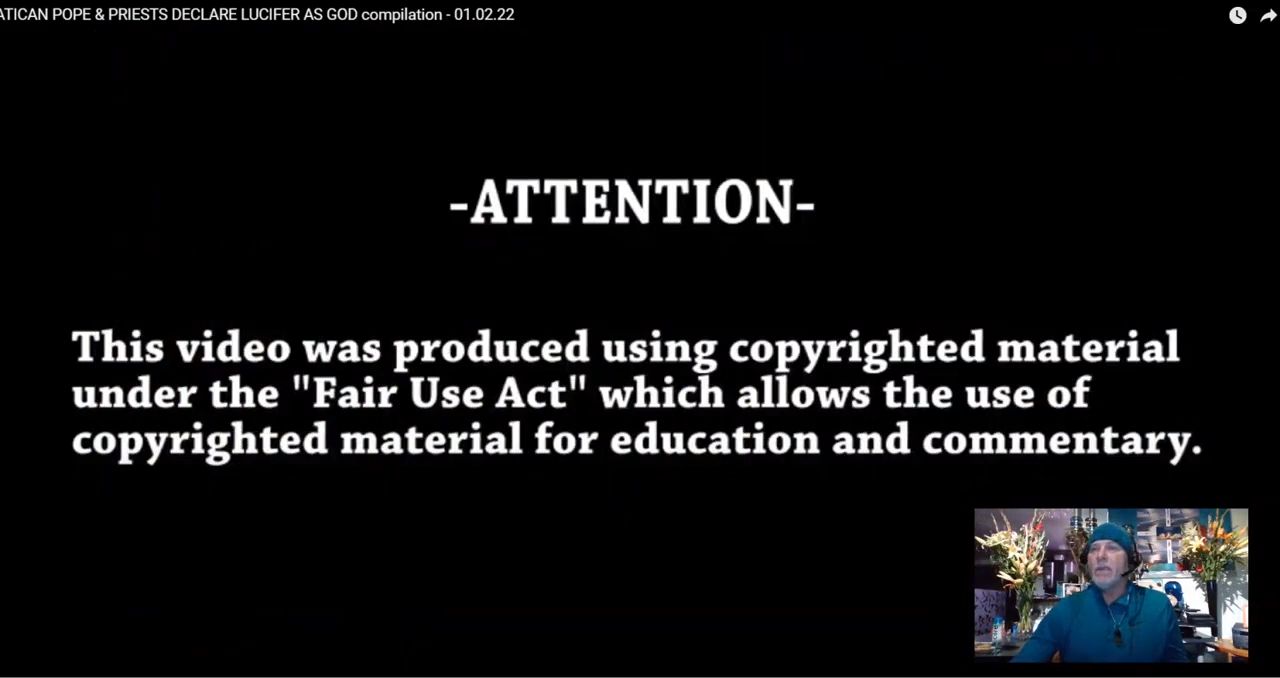 ATICAN POPE & PRIESTS DECLARE LUCIFER AS GOD compilation - 01.02.22
-ATTENTION-
This video was produced using copyrighted material
under the "Fair Use Act" which allows the use of
copyrighted material for education and commentary.